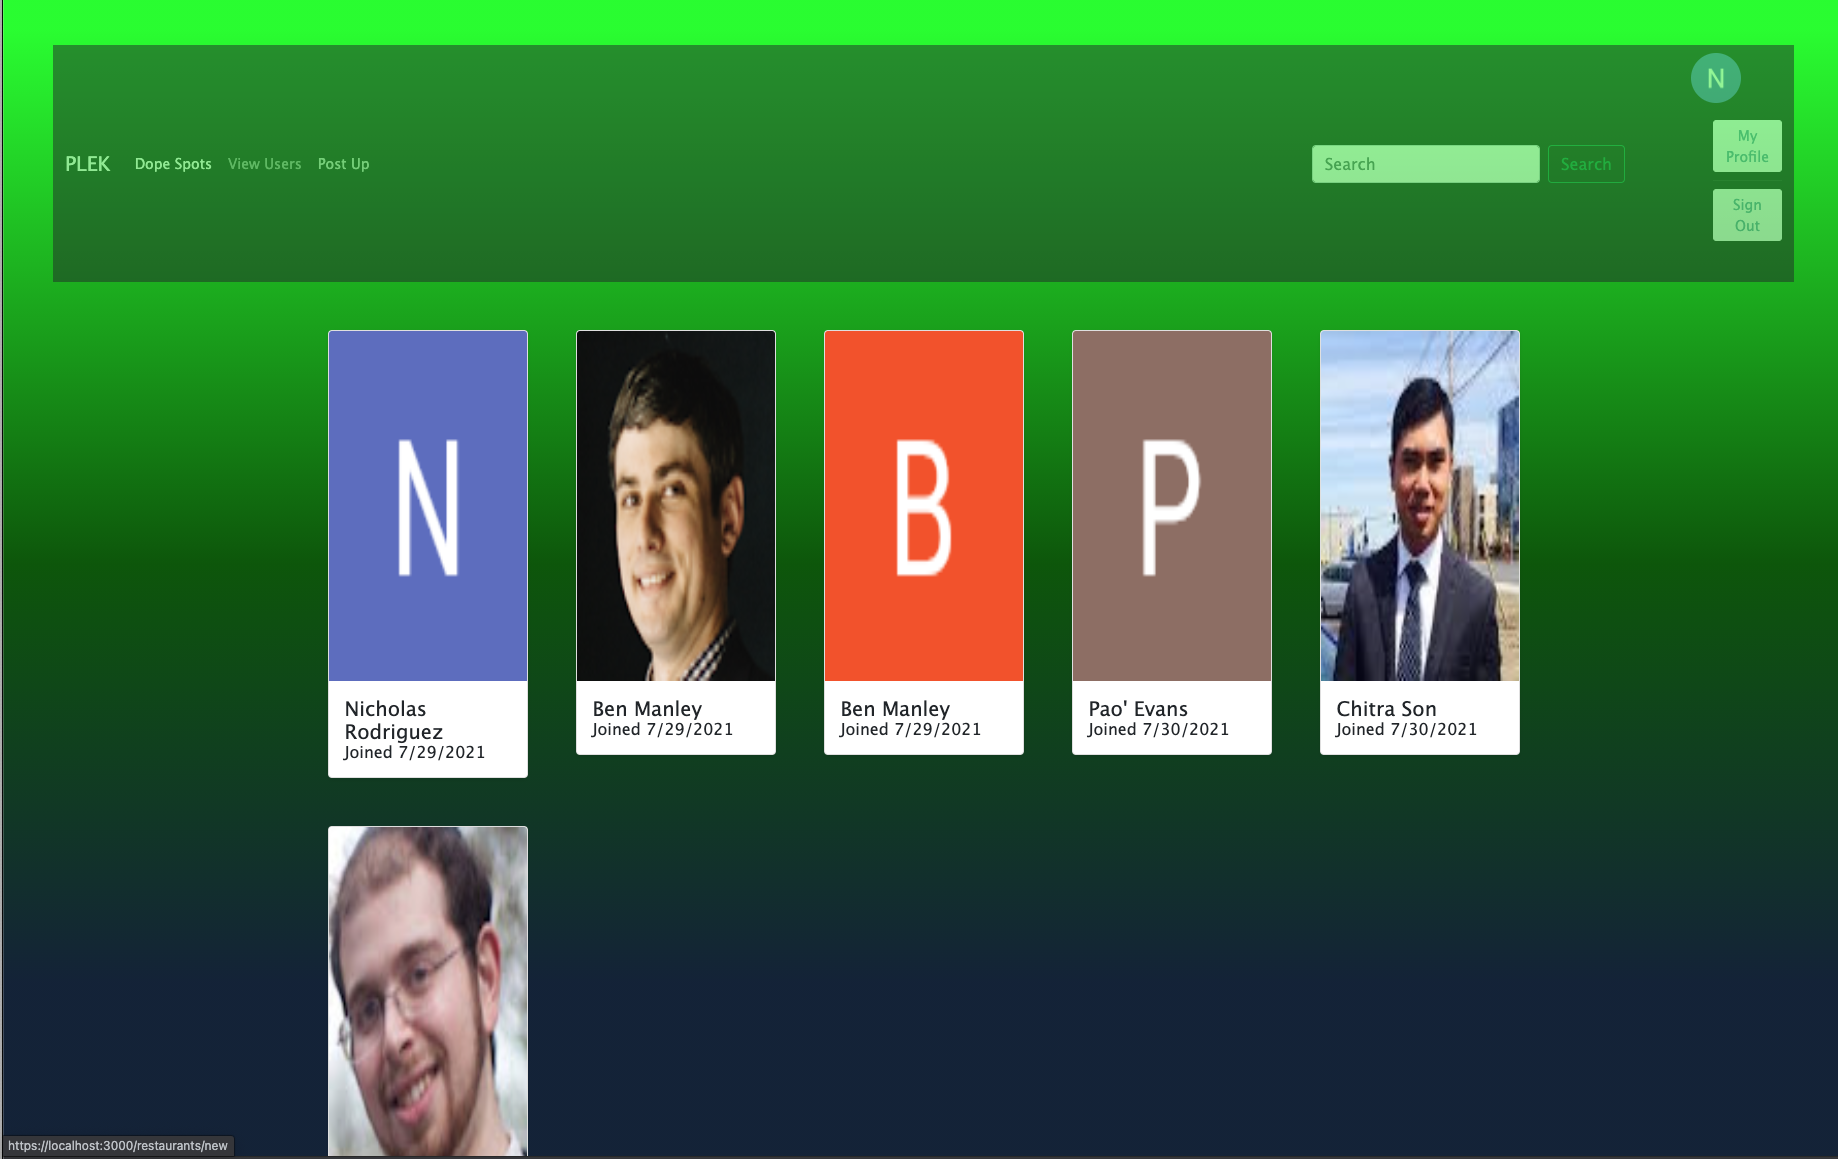 N
PLEK Dope Spots View Users Post Up
Search Search
My
Profile
Sign
Out
N
B
P
Nicholas
Rodriguez
Joined 7/29/2021
Ben Manley
Joined 7/29/2021
Ben Manley
Joined 7/29/2021
Pao' Evans
Joined 7/30/2021
Chitra Son
Joined 7/30/2021
https://localhost:3000/restaurants/new